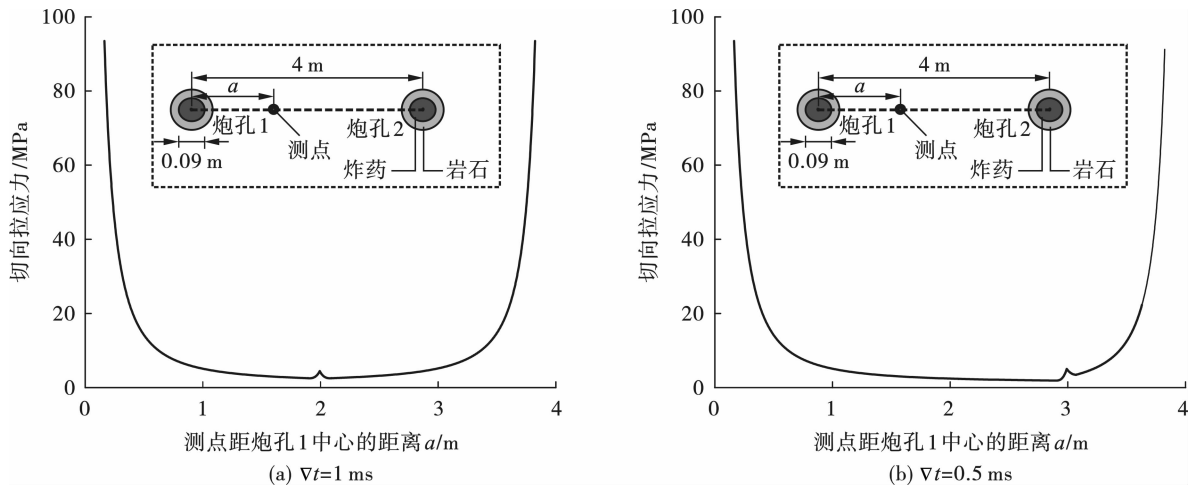 100
80
60
40
20
0
切向拉应力/MPa
4 m
a
炮孔1
炮孔2
测点
0.09 m
炸药
岩石
0 1 2 3 4
测点距炮孔1中心的距离a/m
(a) ∇t=1 ms
100
80
60
40
20
0
切向拉应力/MPa
4 m
a
炮孔1
炮孔2
测点
0.09 m
炸药
岩石
0 1 2 3 4
测点距炮孔1中心的距离a/m
(b) ∇t=0.5 ms